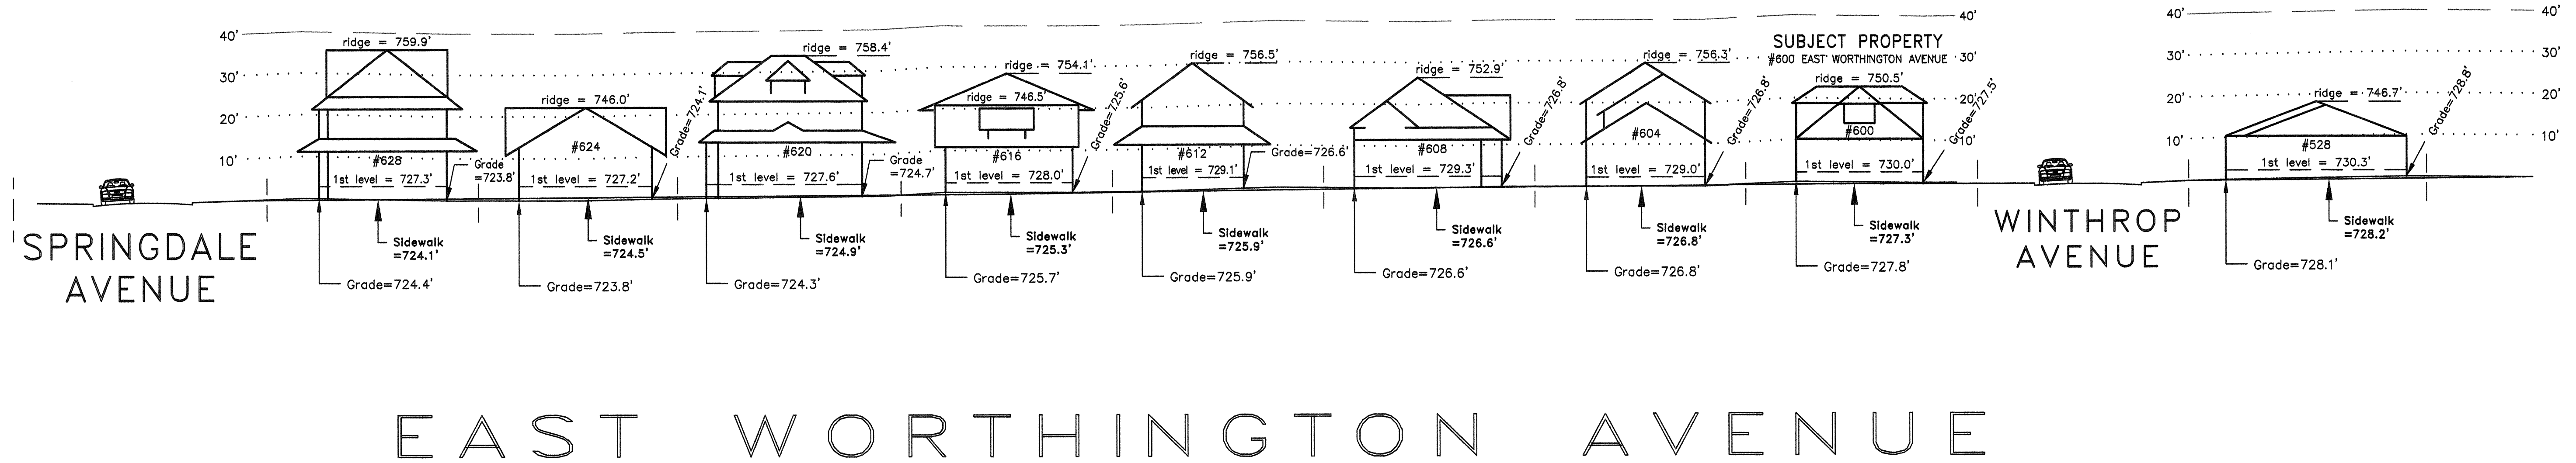 40'
30'
20'
10'
ridge = 759.9'
#628
1st level = 727.3'
Grade
=723.8'
Sidewalk
=724.1'
Grade=724.4'
ridge = 746.0'
#624
1st level = 727.2'
Grade=724.1'
Sidewalk
=724.5'
Grade=723.8'
ridge = 758.4'
#620
1st level = 727.6'
Grade
=724.7'
Sidewalk
=724.9'
Grade=724.3'
ridge = 754.1'
ridge = 746.5'
#616
1st level = 728.0'
Grade=725.6'
Sidewalk
=725.3'
Grade=725.7'
ridge = 756.5'
#612
1st level = 729.1'
Grade=726.6'
Sidewalk
=725.9'
Grade=725.9'
ridge = 752.9'
#608
1st level = 729.3'
Grade=726.8'
Sidewalk
=726.6'
Grade=726.6'
ridge = 756.3'
#604
1st level = 729.0'
Grade=726.8'
Sidewalk
=726.8'
Grade=726.8'
SUBJECT PROPERTY
#600 EAST WORTHINGTON AVENUE
ridge = 750.5'
#600
1st level = 730.0'
Grade=727.5'
Sidewalk
=727.3'
Grade=727.8'
40'
30'
20'
10'
40'
30'
20'
10'
ridge = 746.7'
#528
1st level = 730.3'
Grade=728.8'
Sidewalk
=728.2'
Grade=728.1'
40'
30'
20'
10'
SPRINGDALE
AVENUE
WINTHROP
AVENUE
EAST WORTHINGTON AVENUE